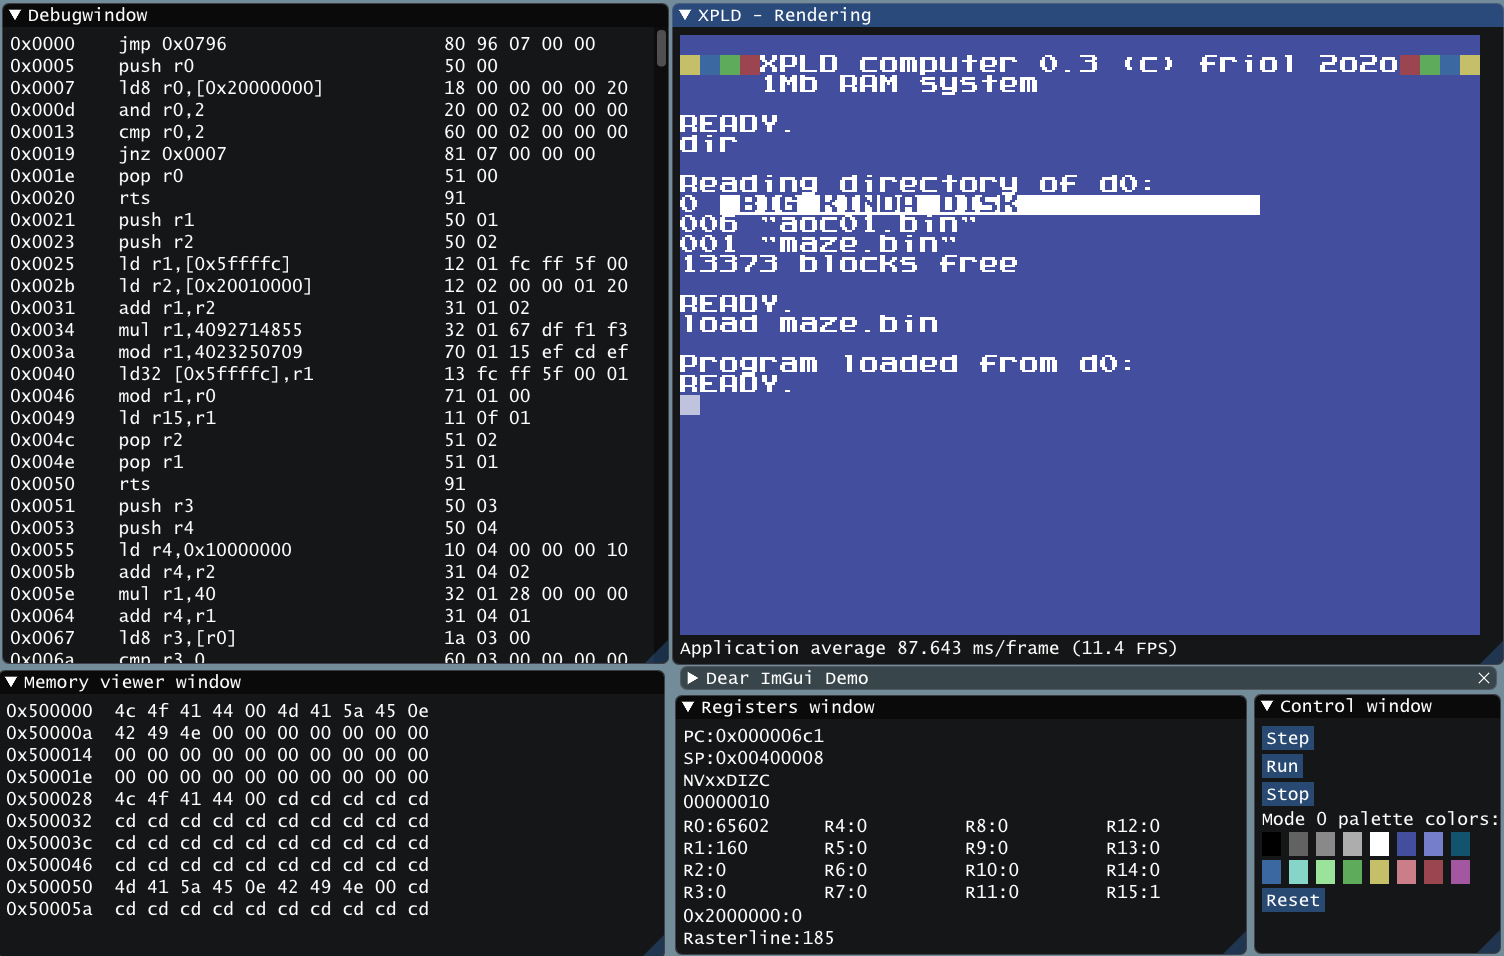 Debugwindow
0x0000 jmp 0x0796 80 96 07 00 00
0x0005 push r0 50 00
0x0007 ld8 r0,[0x20000000] 18 00 00 00 00 20
0x000d and r0,2 20 00 02 00 00 00
0x0013 cmp r0,2 60 00 02 00 00 00
0x0019 jnz 0x0007 81 07 00 00 00
0x001e pop r0 51 00
0x0020 rts 91
0x0021 push r1 50 01
0x0023 push r2 50 02
0x0025 ld r1,[0x5ffffc] 12 01 fc ff 5f 00
0x002b ld r2,[0x20010000] 12 02 00 00 01 20
0x0031 add r1,r2 31 01 02
0x0034 mul r1,4092714855 32 01 67 df f1 f3
0x003a mod r1,4023250709 70 01 15 ef cd ef
0x0040 ld32 [0x5ffffc],r1 13 fc ff 5f 00 01
0x0046 mod r1,r0 71 01 00
0x0049 ld r15,r1 11 0f 01
0x004c pop r2 51 02
0x004e pop r1 51 01
0x0050 rts 91
0x0051 push r3 50 03
0x0053 push r4 50 04
0x0055 ld r4,0x10000000 10 04 00 00 00 10
0x005b add r4,r2 31 04 02
0x005e mul r1,40 32 01 28 00 00 00
0x0064 add r4,r1 31 04 01
0x0067 ld8 r3,[r0] 1a 03 00
0x006a cmp r3,0 60 03 00 00 00 00
XPLD - Rendering
XPLD computer 0.3 (c) friol 2020
1Mb RAM system
READY.
dir
Reading directory of d0:
0 BIG KINDA DISK
006 "aoc01.bin"
001 "maze.bin"
13373 blocks free
READY.
load maze.bin
Program loaded from d0:
READY.
Application average 87.643 ms/frame (11.4 FPS)
Memory viewer window
0x500000 4c 4f 41 44 00 4d 41 5a 45 0e
0x50000a 42 49 4e 00 00 00 00 00 00 00
0x500014 00 00 00 00 00 00 00 00 00 00
0x50001e 00 00 00 00 00 00 00 00 00 00
0x500028 4c 4f 41 44 00 cd cd cd cd cd
0x500032 cd cd cd cd cd cd cd cd cd cd
0x50003c cd cd cd cd cd cd cd cd cd cd
0x500046 cd cd cd cd cd cd cd cd cd cd
0x500050 4d 41 5a 45 0e 42 49 4e 00 cd
0x50005a cd cd cd cd cd cd cd cd cd cd
Dear ImGui Demo
Registers window
PC:0x000006c1
SP:0x00400008
NVxxDIZC
00000010
R0:65602 R4:0 R8:0 R12:0
R1:160 R5:0 R9:0 R13:0
R2:0 R6:0 R10:0 R14:0
R3:0 R7:0 R11:0 R15:1
0x2000000:0
Rasterline:185
Control window
Step
Run
Stop
Mode 0 palette colors:
Reset